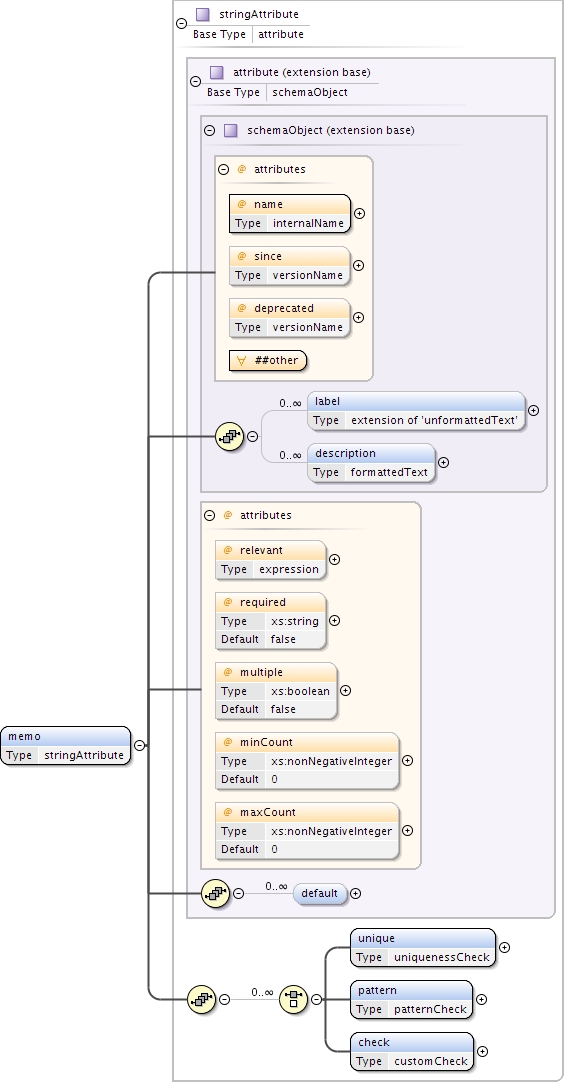 stringAttribute
Base Type attribute
attribute (extension base)
Base Type schemaObject
schemaObject (extension base)
@ attributes
@ name
Type internalName
@ since
Type versionName
@ deprecated
Type versionName
∀ ##other
0..∞
label
Type extension of 'unformattedText'
0..∞
description
Type formattedText
@ attributes
@ relevant
Type expression
@ required
Type xs:string
Default false
@ multiple
Type xs:boolean
Default false
memo
Type stringAttribute
@ minCount
Type xs:nonNegativeInteger
Default 0
@ maxCount
Type xs:nonNegativeInteger
Default 0
0..∞
default
unique
Type uniquenessCheck
0..∞
pattern
Type patternCheck
check
Type customCheck